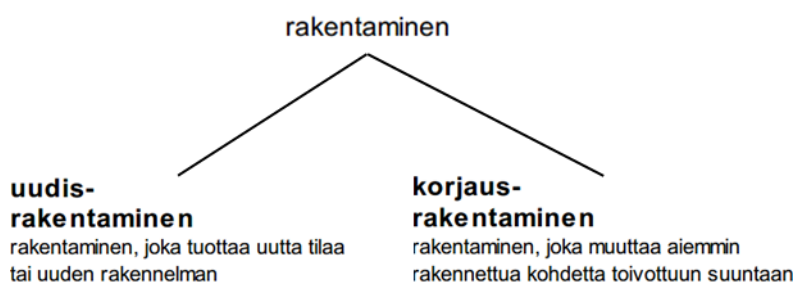 rakentaminen
uudis-
rakentaminen
rakentaminen, joka tuottaa uutta tilaa
tai uuden rakennelman
korjaus-
rakentaminen
rakentaminen, joka muuttaa aiemmin
rakennettua kohdetta toivottuun suuntaan